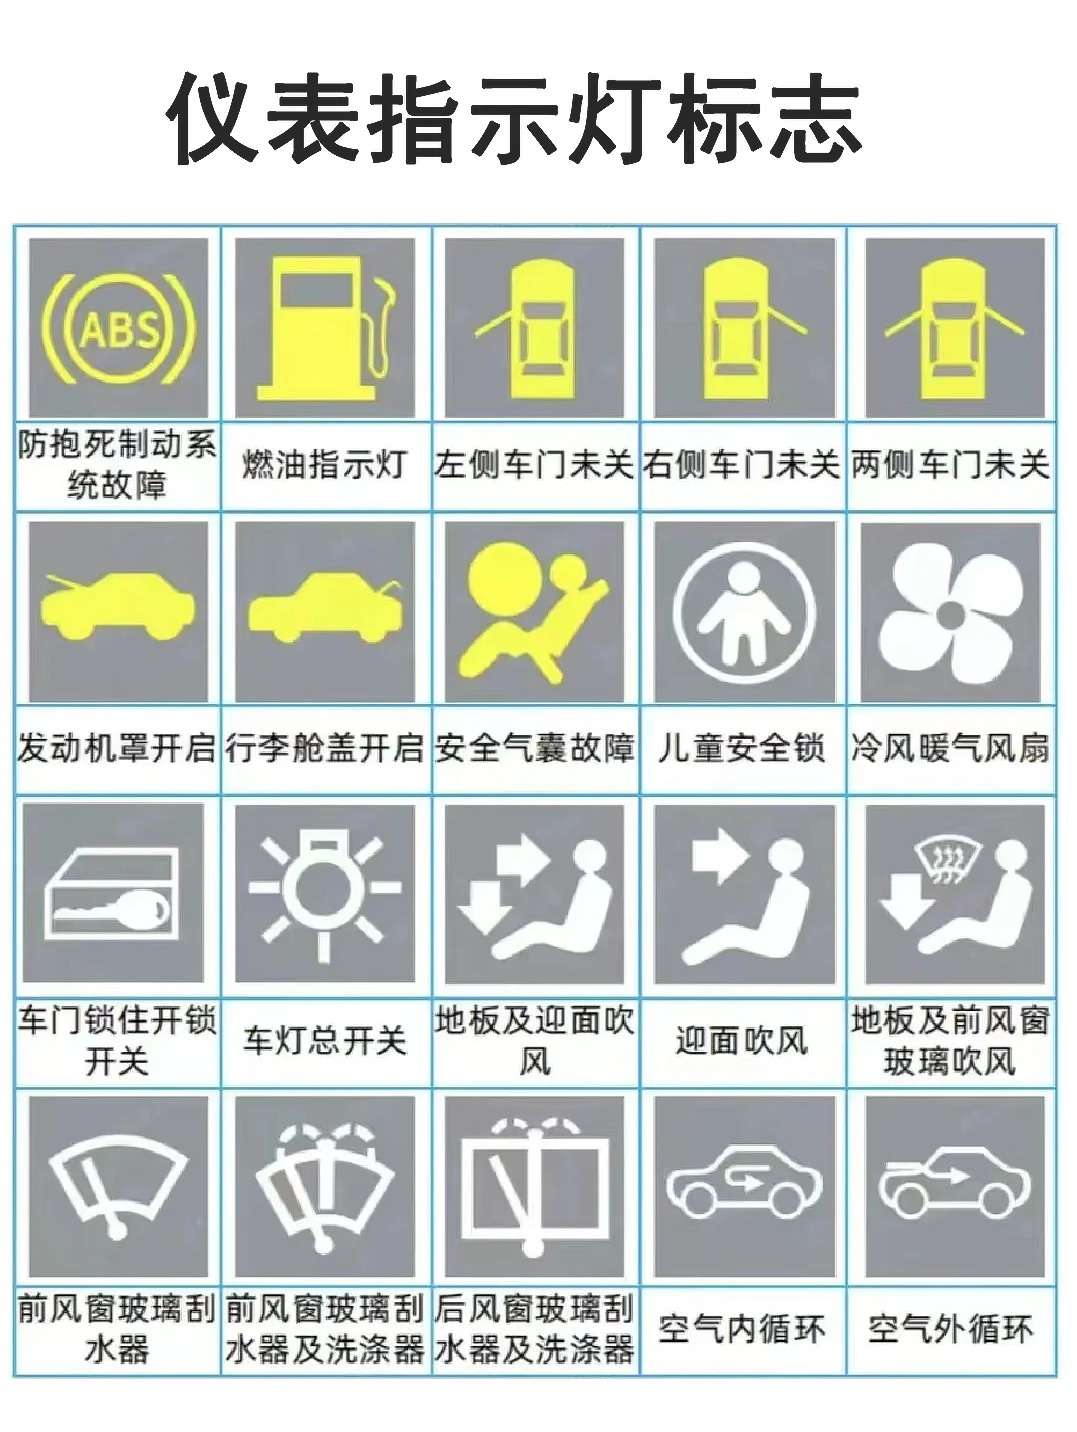 仪表指示灯标志
ABS
防抱死制动系
统故障
燃油指示灯
左侧车门未关
右侧车门未关
两侧车门未关
发动机罩开启
行李舱盖开启
安全气囊故障
儿童安全锁
冷风暖气风扇
车门锁住开锁
开关
车灯总开关
地板及迎面吹
风
迎面吹风
地板及前风窗
玻璃吹风
前风窗玻璃刮
水器
前风窗玻璃刮
水器及洗涤器
后风窗玻璃刮
水器及洗涤器
空气内循环
空气外循环